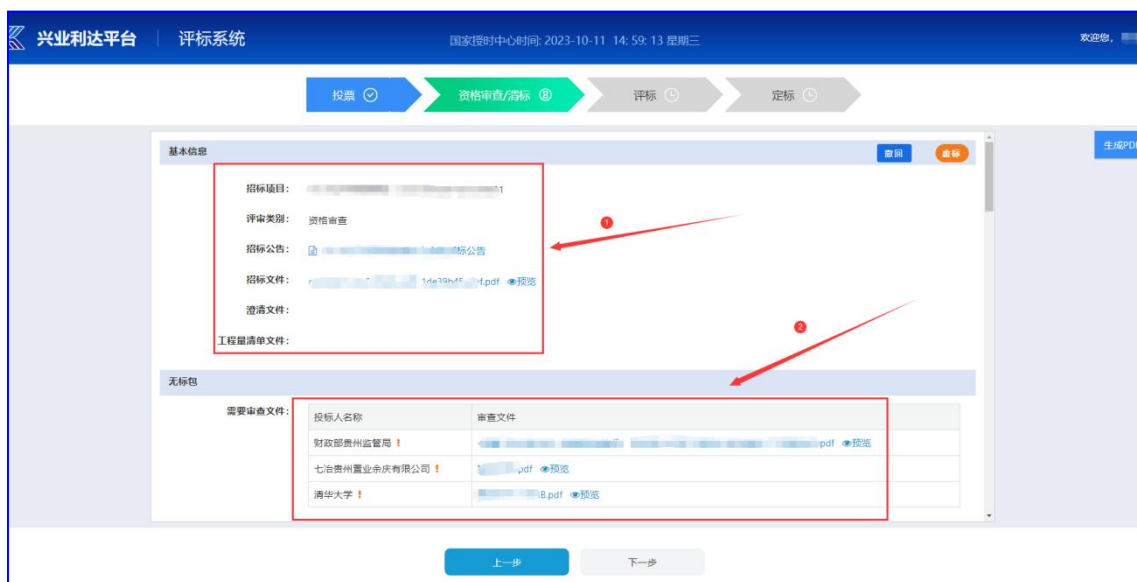 兴业利达平台 评标系统 国家授时中心时间: 2023-10-11 14: 59: 13 星期三 欢迎您,
投票 资格审查/清标 评标 定标
生成PDF
基本信息 撤回 废标
招标项目: 1
评审类别: 资格审查
1
招标公告: 标公告
招标文件: 1de39b45 f.pdf 预览
澄清文件:
2
工程量清单文件:
无标包
需要审查文件: 投标人名称 审查文件
财政部贵州监管局 ! pdf 预览
七冶贵州置业余庆有限公司 ! pdf 预览
清华大学 ! 8.pdf 预览
上一步 下一步